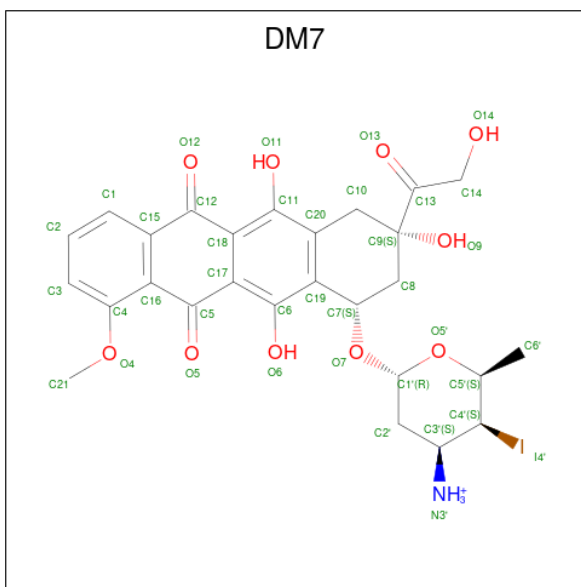 DM7
O14
OH
O13
O
O12
O
O11
HO
C14
C13
C1
C12
C11
C10
C2
C15
C20
C18
C9(S)
OH
O9
C3
C17
C8
C16
C19
C4
C5
C6
C7(S)
O5'
O
C6'
C21
O
O4
O
O5
OH
O6
O
O7
C1'(R)
C5'(S)
C4'(S)
C2'
C3'(S)
I
I4'
NH3+
N3'